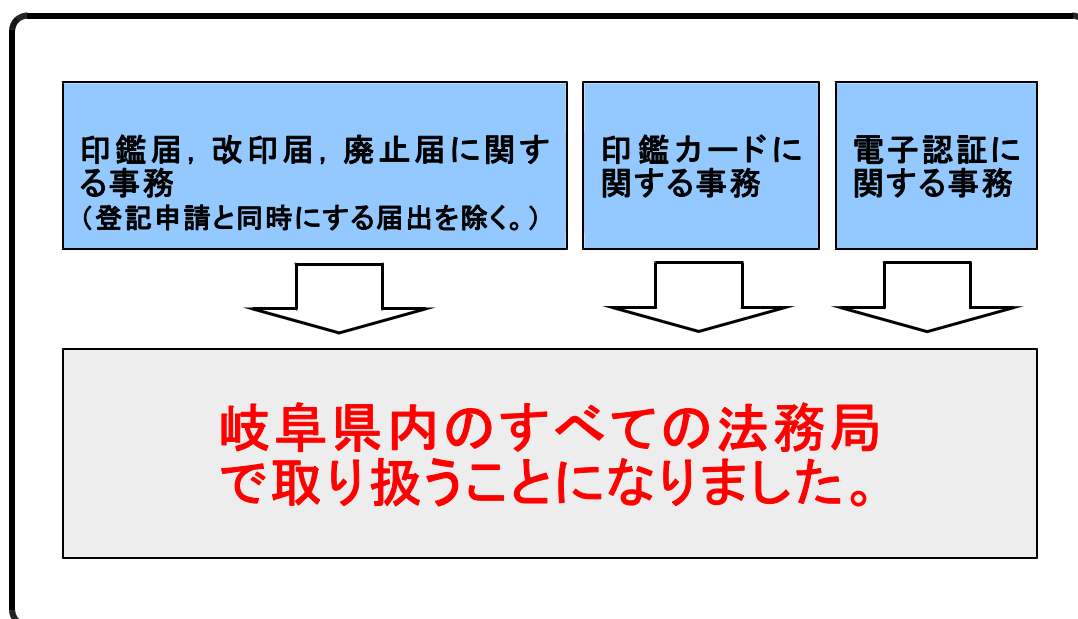 印鑑届，改印届，廃止届に関す
る事務
（登記申請と同時にする届出を除く。）
印鑑カードに
関する事務
電子認証に
関する事務
岐阜県内のすべての法務局
で取り扱うことになりました。